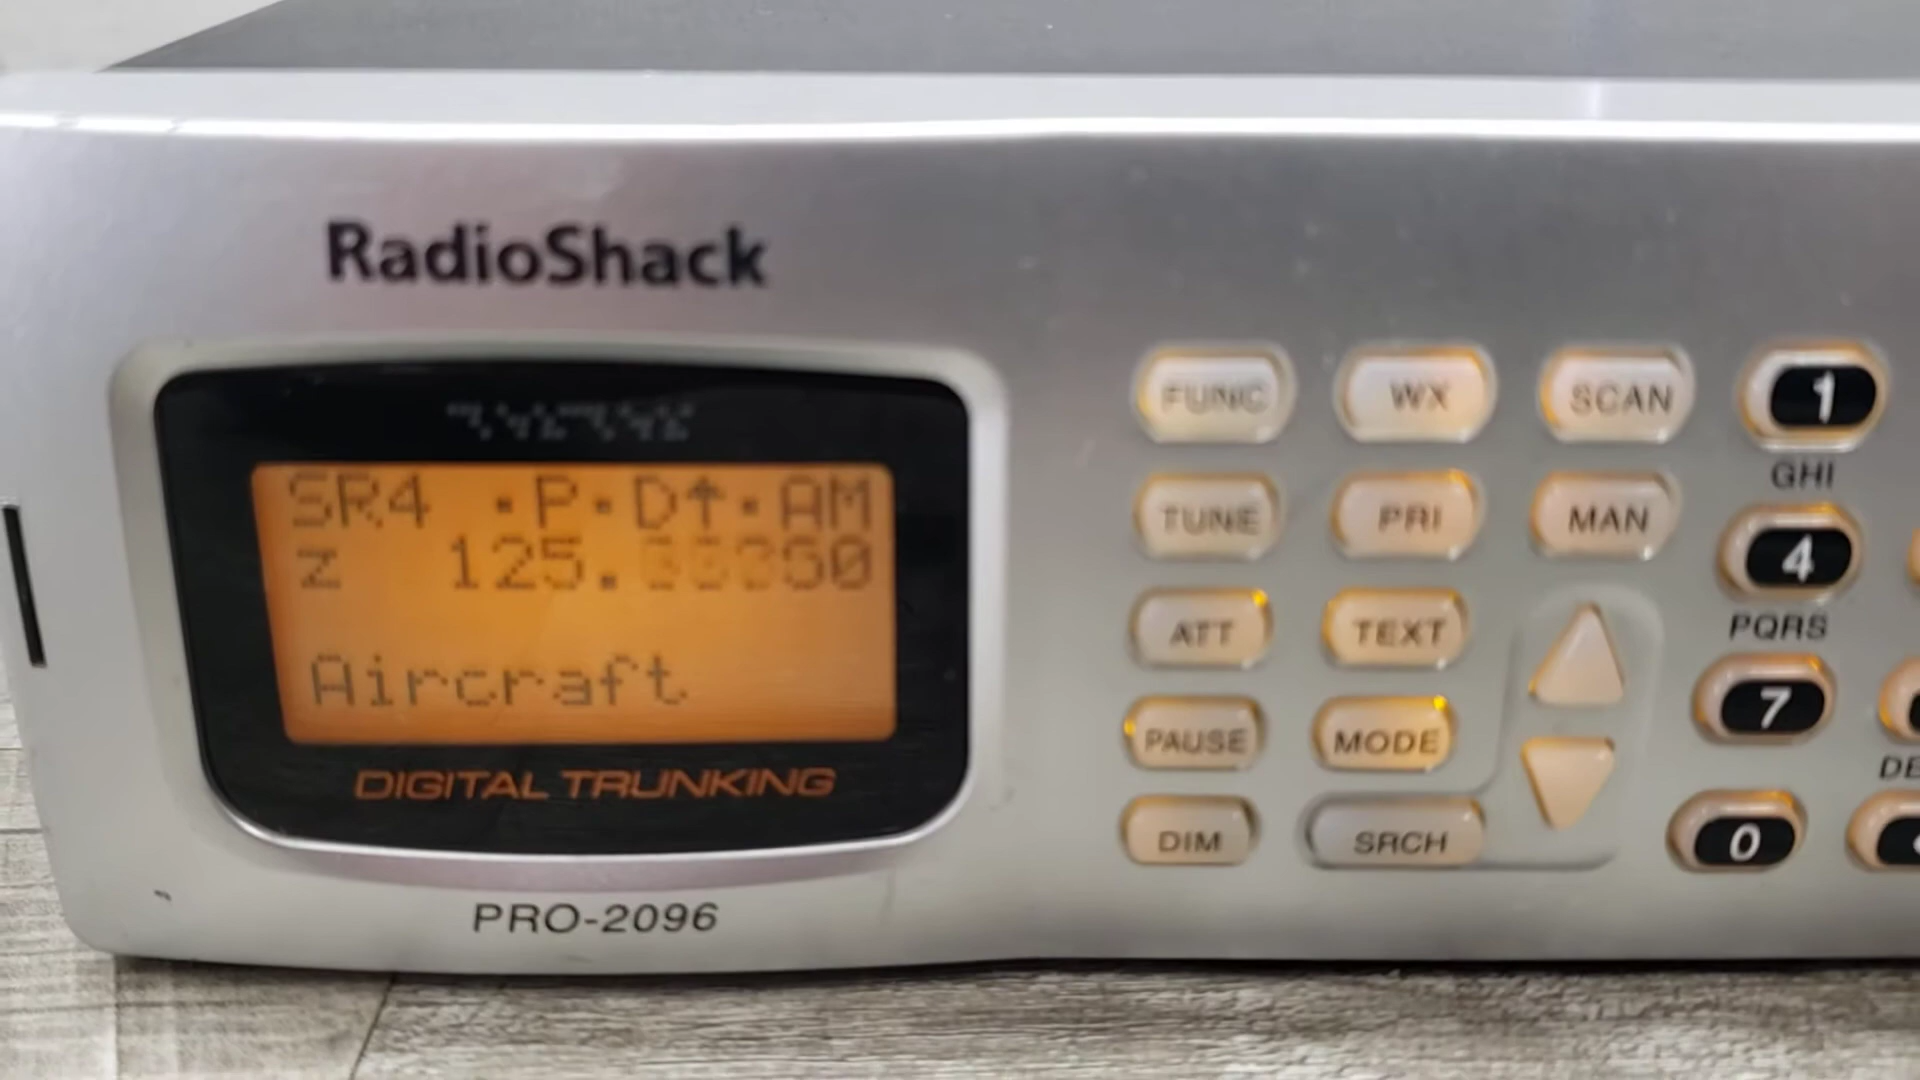 RadioShack
SR4 ·P·D↑·AM
z 125.
Aircraft
DIGITAL TRUNKING
PRO-2096
FUNC WX SCAN 1
GHI
TUNE PRI MAN 4
PQRS
ATT TEXT
PAUSE MODE 7
DIM SRCH 0